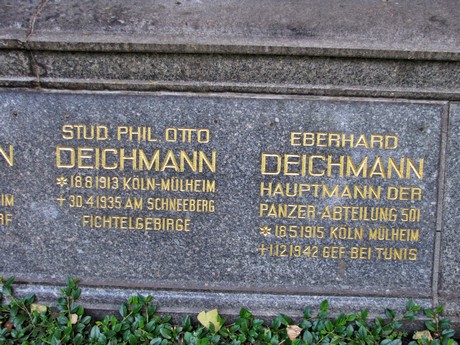 STUD. PHIL. OTTO
DEICHMANN
* 18.8.1913 KÖLN-MÜLHEIM
+ 30.4.1935 AM SCHNEEBERG
FICHTELGEBIRGE
EBERHARD
DEICHMANN
HAUPTMANN DER
PANZER-ABTEILUNG 501
* 18.5.1915 KÖLN MÜLHEIM
+ 1.12.1942 GEF. BEI TUNIS